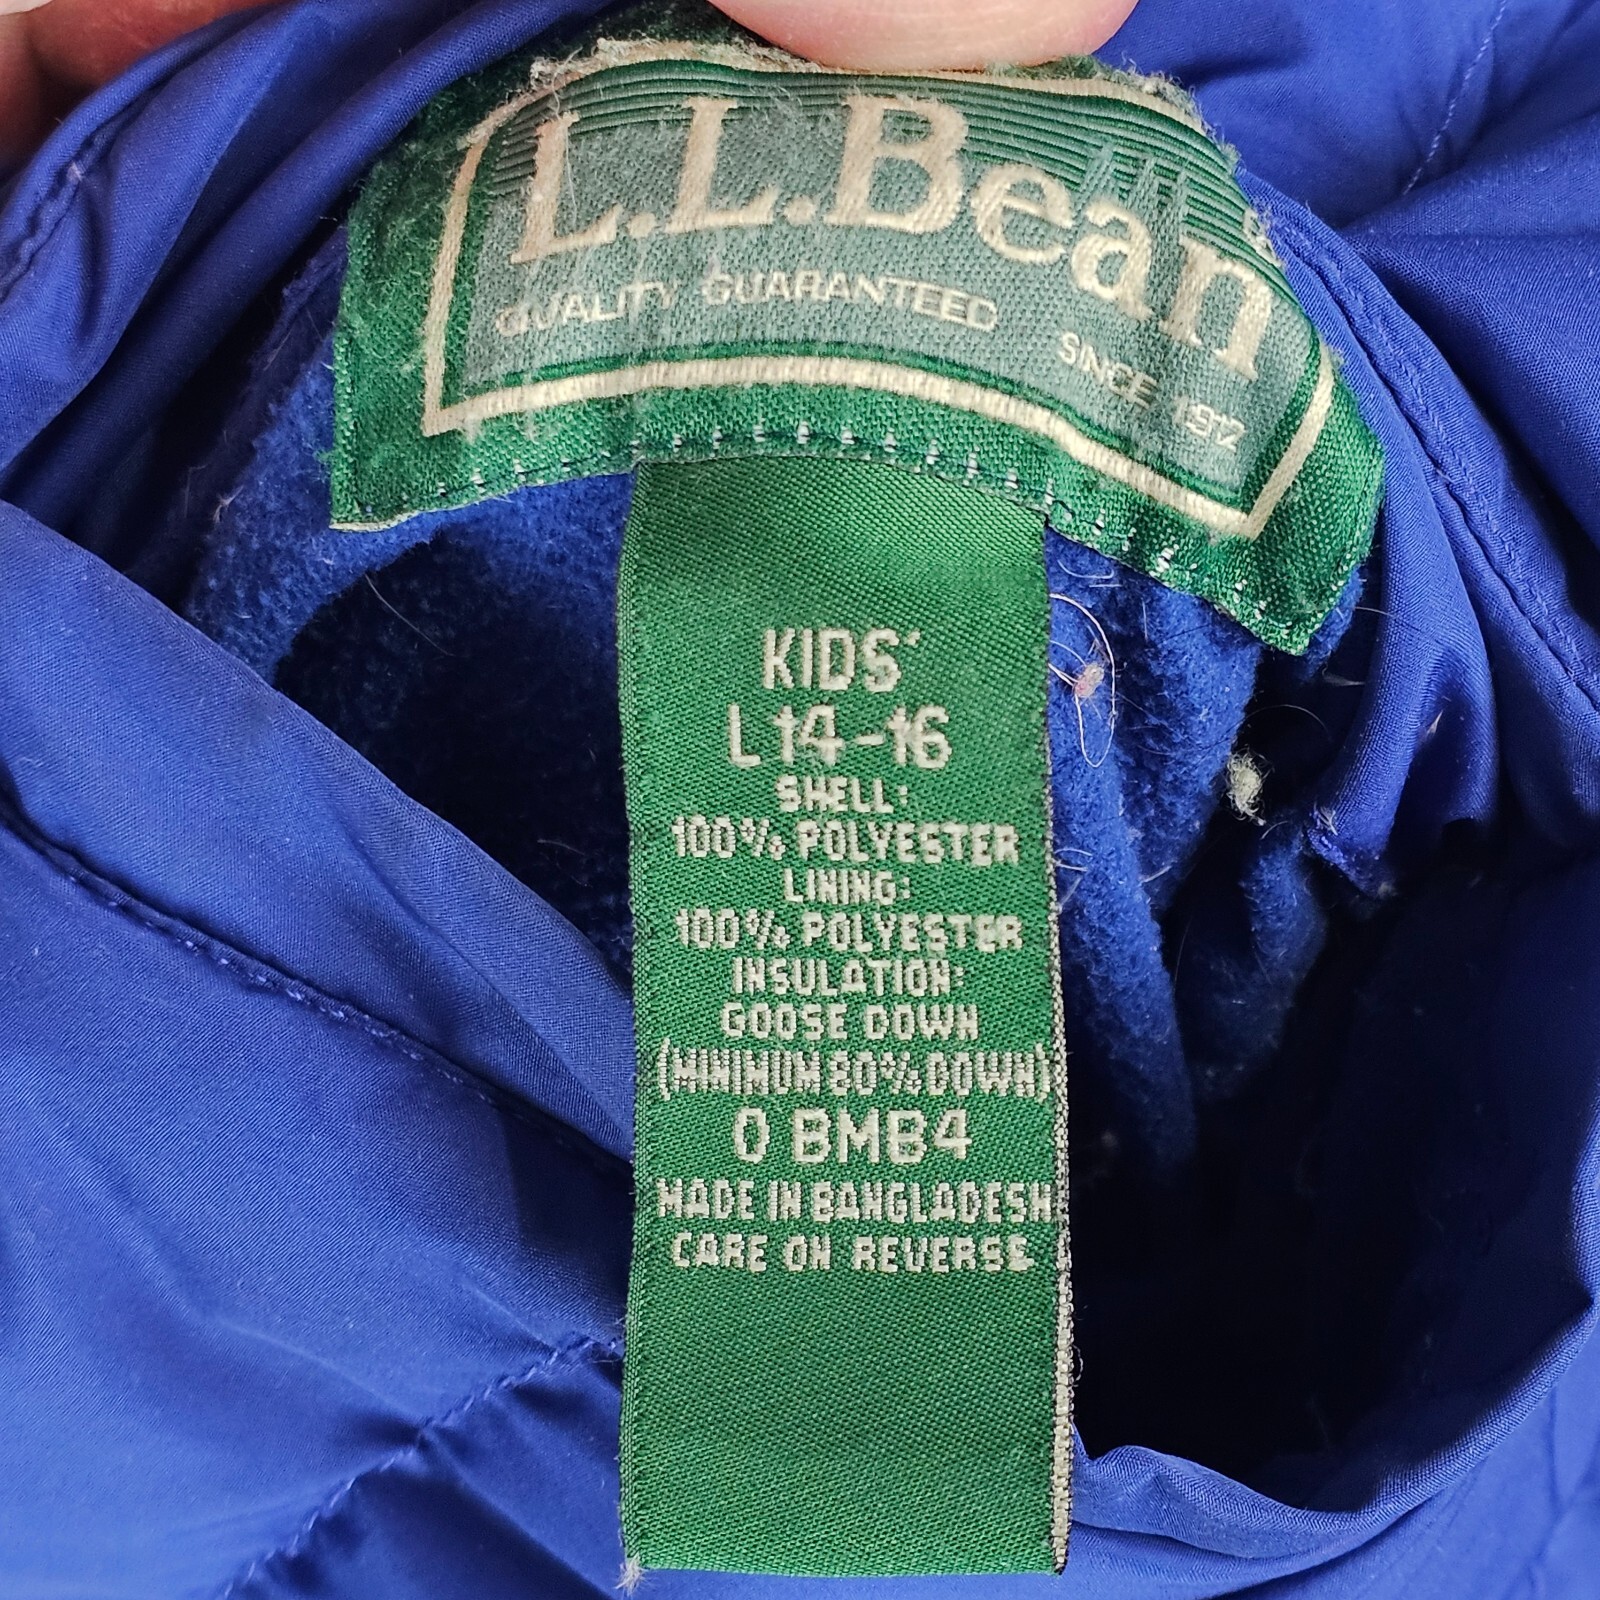 L.L.Bean
QUALITY GUARANTEED SINCE 1912
KIDS'
L 14-16
SHELL:
100% POLYESTER
LINING:
100% POLYESTER
INSULATION:
GOOSE DOWN
(MINIMUM 80% DOWN)
0 BMB4
MADE IN BANGLADESH
CARE ON REVERSE